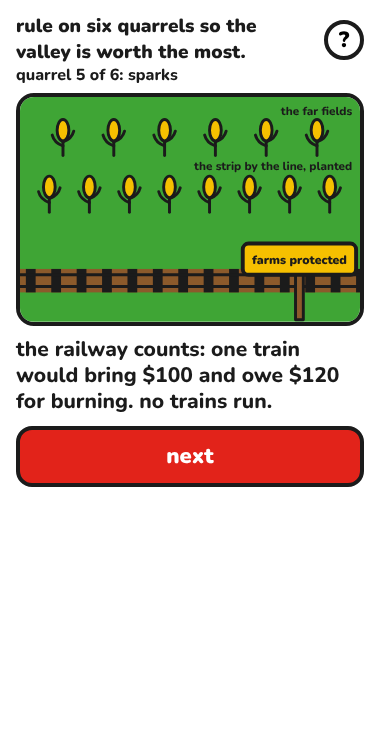 rule on six quarrels so the
valley is worth the most.
?
quarrel 5 of 6: sparks
the far fields
the strip by the line, planted
farms protected
the railway counts: one train
would bring $100 and owe $120
for burning. no trains run.
next